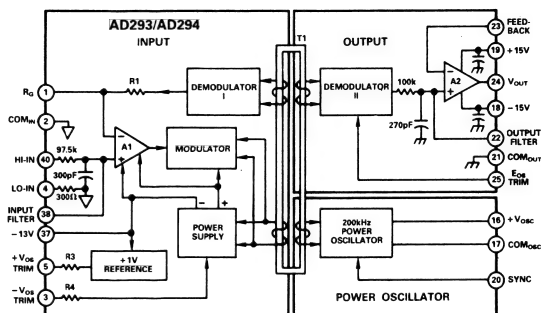 AD293/AD294
INPUT
OUTPUT
T1
RG
1
R1
DEMODULATOR
I
COMIN
2
HI-IN
40
97.5k
A1
MODULATOR
300pF
LO-IN
4
300Ω
INPUT
FILTER
38
-13V
37
+VOS
TRIM
5
R3
+1V
REFERENCE
-VOS
TRIM
3
R4
- +
POWER
SUPPLY
DEMODULATOR
II
100k
A2
270pF
23
FEED-
BACK
19
+15V
VOUT
18
-15V
22
OUTPUT
FILTER
21
COMOUT
25
EOS
TRIM
200kHz
POWER
OSCILLATOR
16
+VOSC
17
COMOSC
20
SYNC
POWER OSCILLATOR